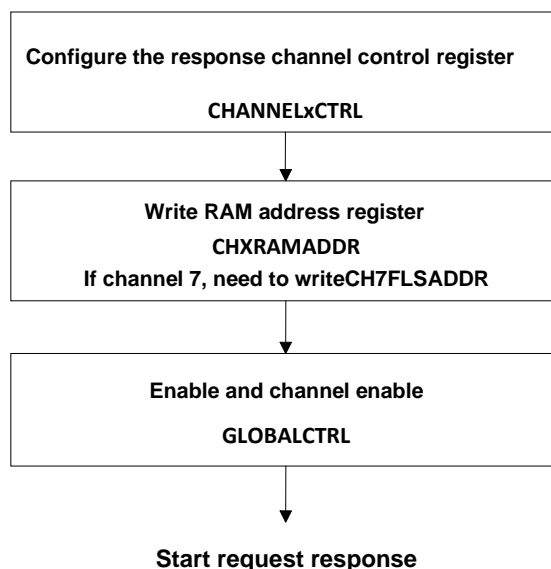 Configure the response channel control register
CHANNELxCTRL
Write RAM address register
CHXRAMADDR
If channel 7, need to writeCH7FLSADDR
Enable and channel enable
GLOBALCTRL
Start request response